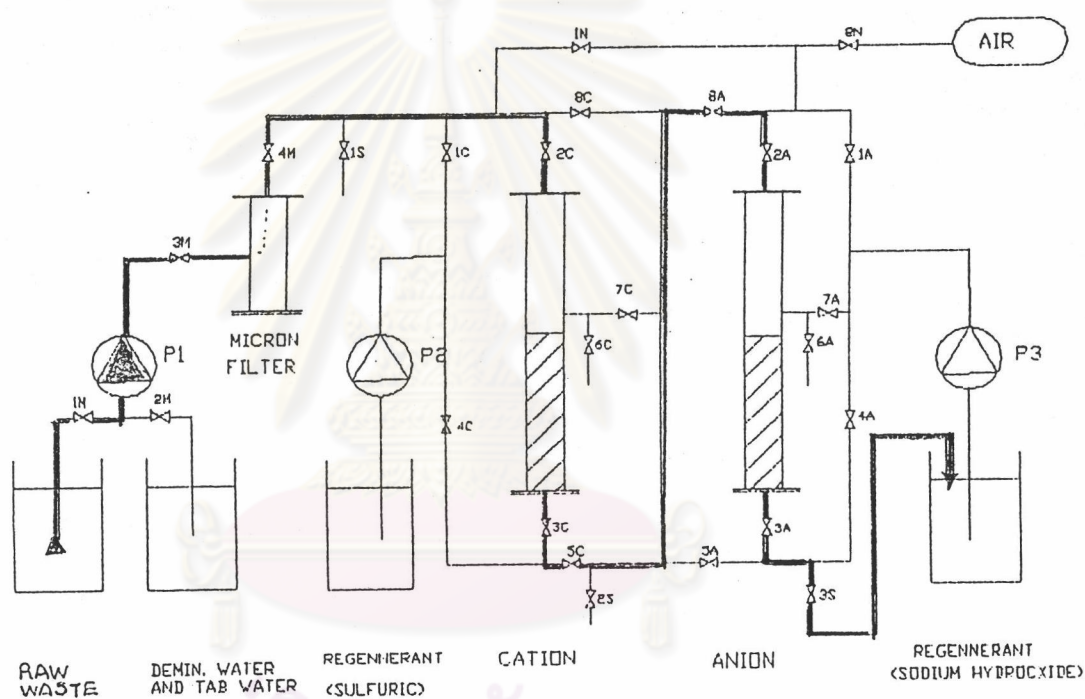 1N
8N
AIR
8C
8A
4M
1S
1C
2C
2A
1A
3M
7C
7A
MICRON
FILTER
6C
6A
P1
P2
P3
1M
2M
4C
4A
3C
3A
5C
5A
2S
3S
RAW
WASTE
DEMIN. WATER
AND TAB WATER
REGENNERANT
(SULFURIC)
CATION
ANION
REGENNERANT
(SODIUM HYDROCXIDE)